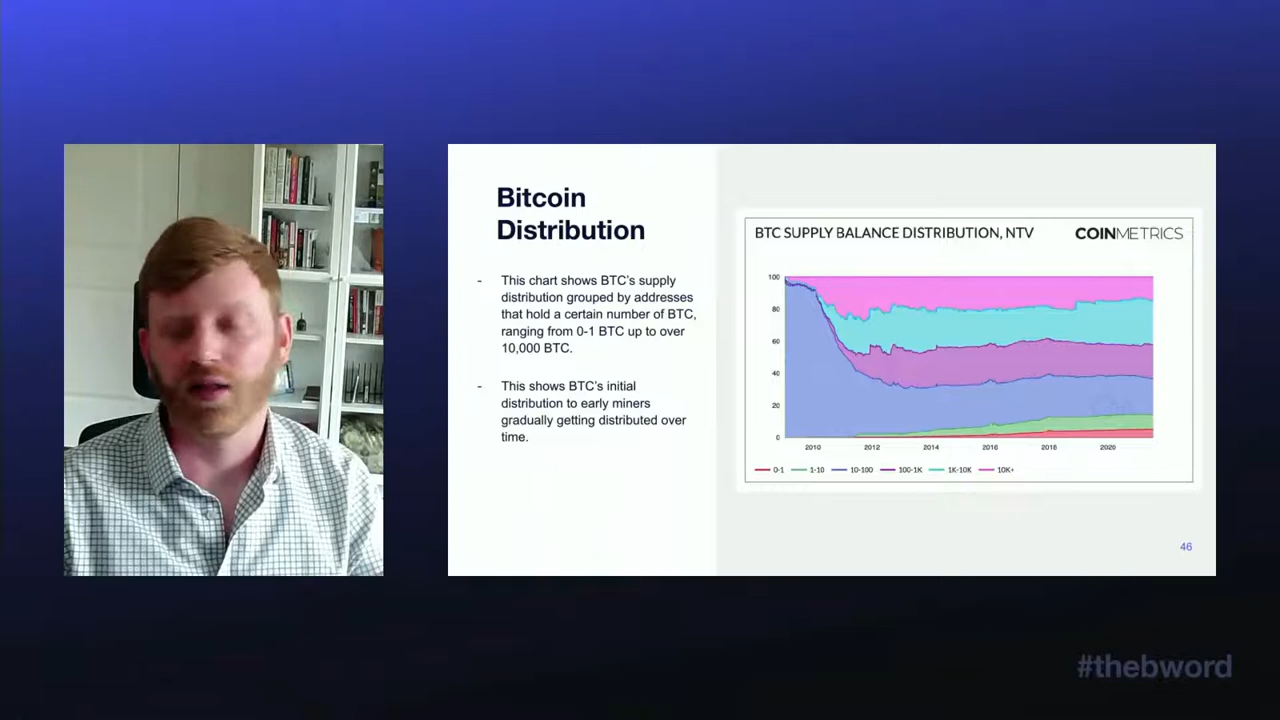 Bitcoin
Distribution
- This chart shows BTC's supply
distribution grouped by addresses
that hold a certain number of BTC,
ranging from 0-1 BTC up to over
10,000 BTC.
- This shows BTC's initial
distribution to early miners
gradually getting distributed over
time.
BTC SUPPLY BALANCE DISTRIBUTION, NTV
COINMETRICS
100
80
60
40
20
0
2010 2012 2014 2016 2018 2020
0-1 1-10 10-100 100-1K 1K-10K 10K+
46
#thebword